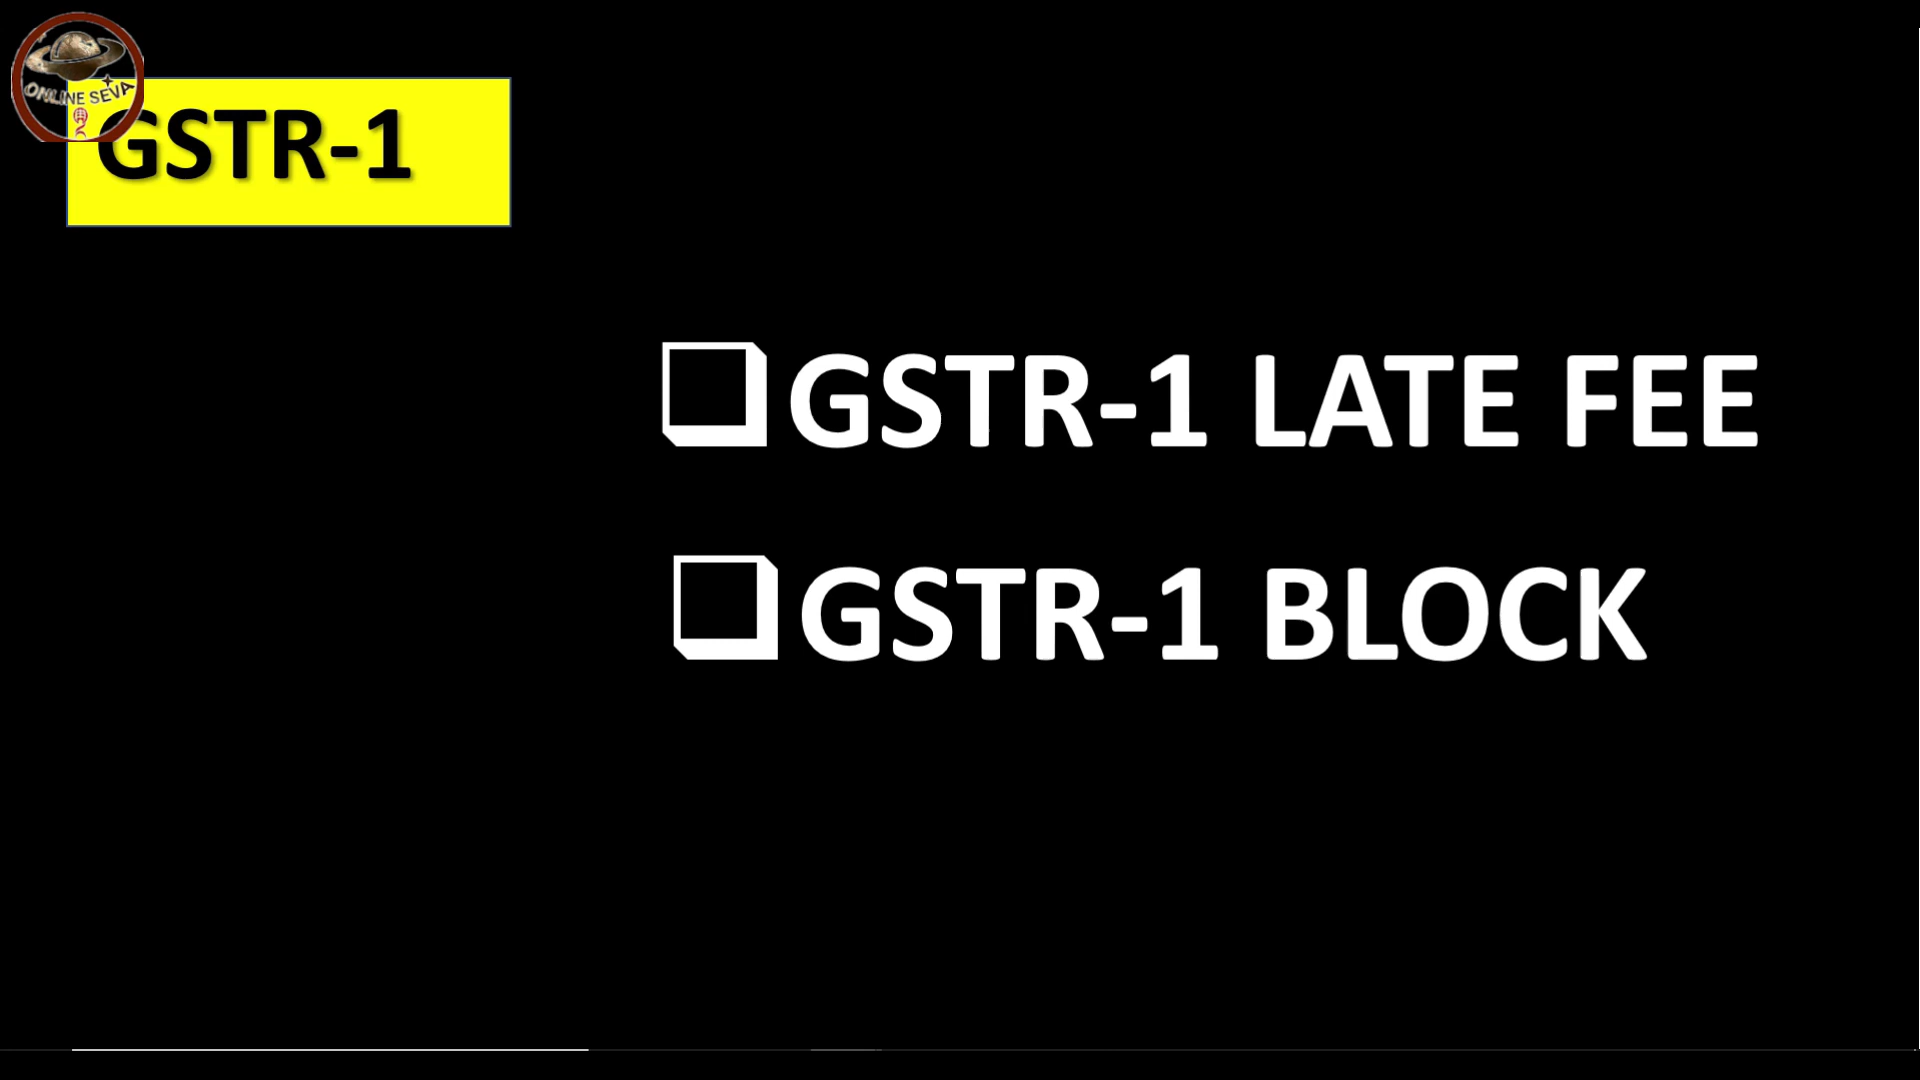 ONLINE SEVA
GSTR-1
GSTR-1 LATE FEE
GSTR-1 BLOCK